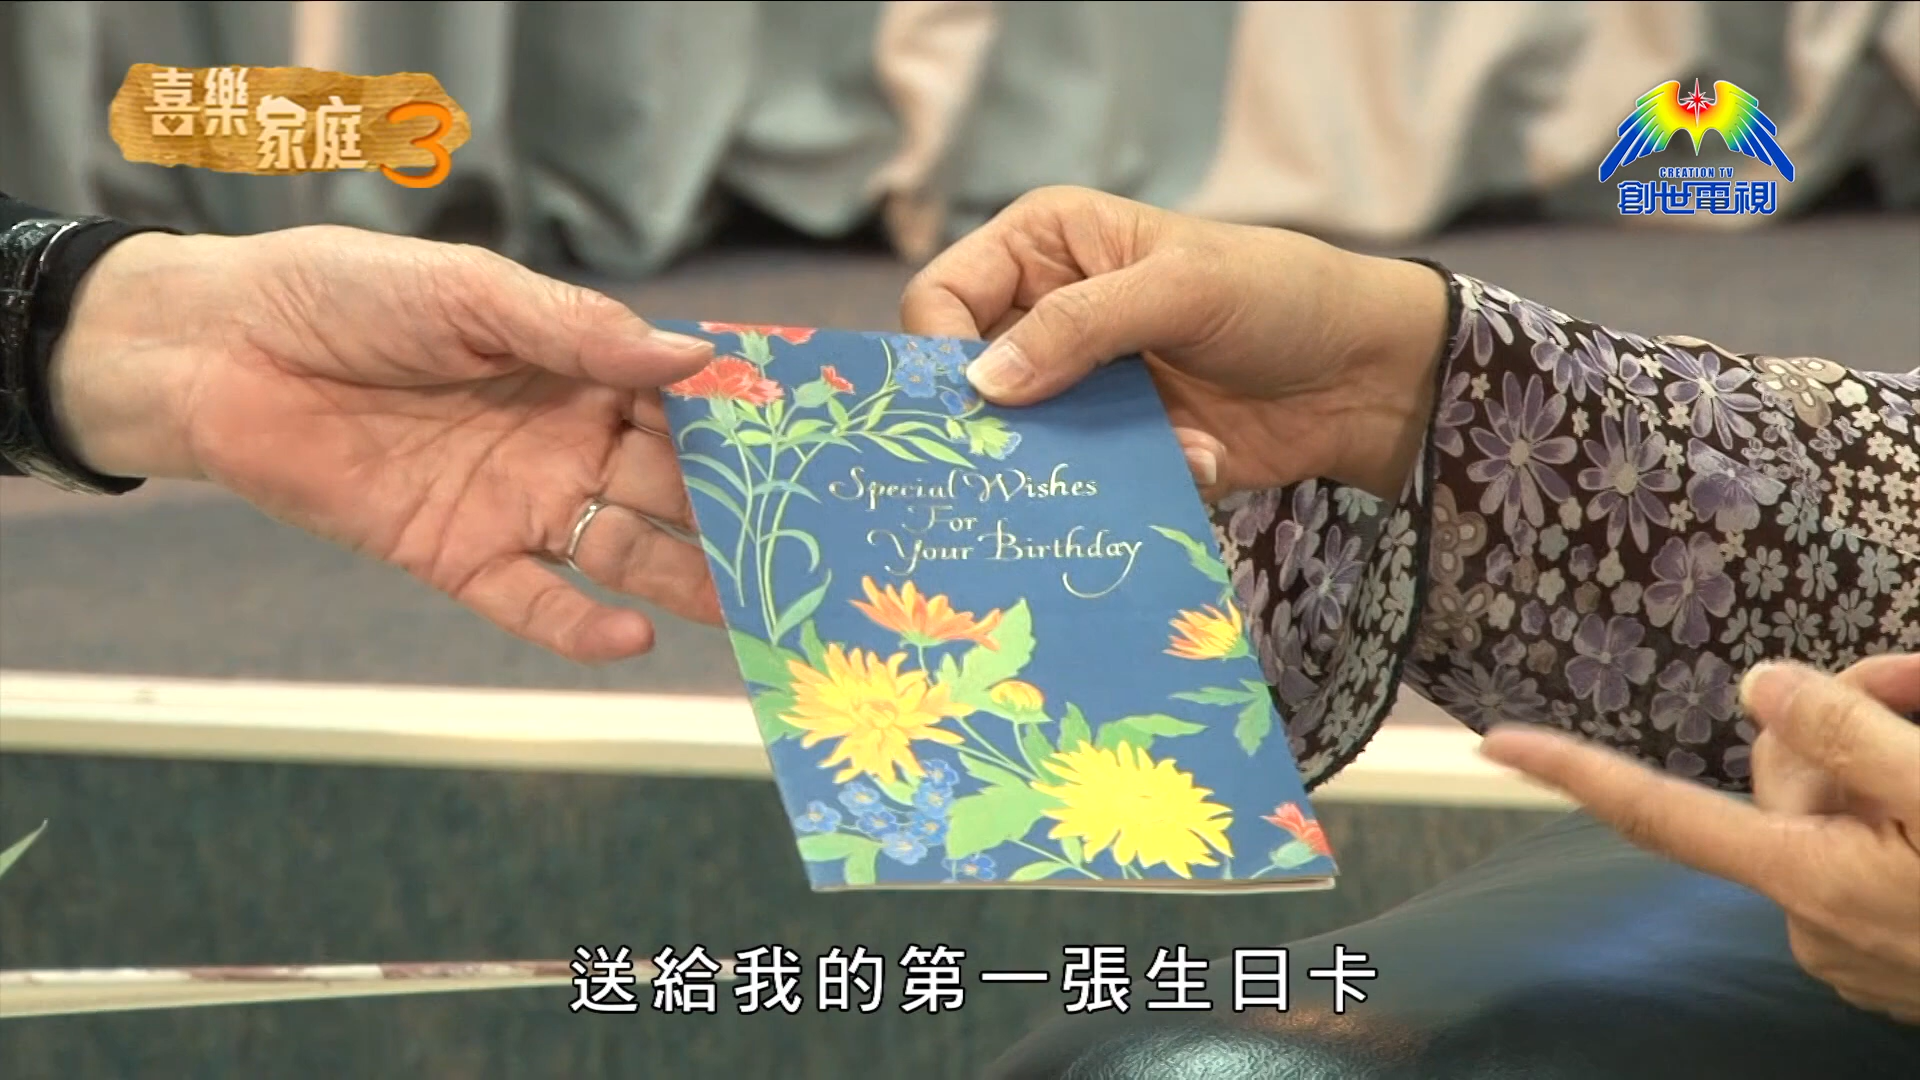 喜樂
家庭3
CREATION TV
創世電視
Special Wishes
For
Your Birthday
送給我的第一張生日卡